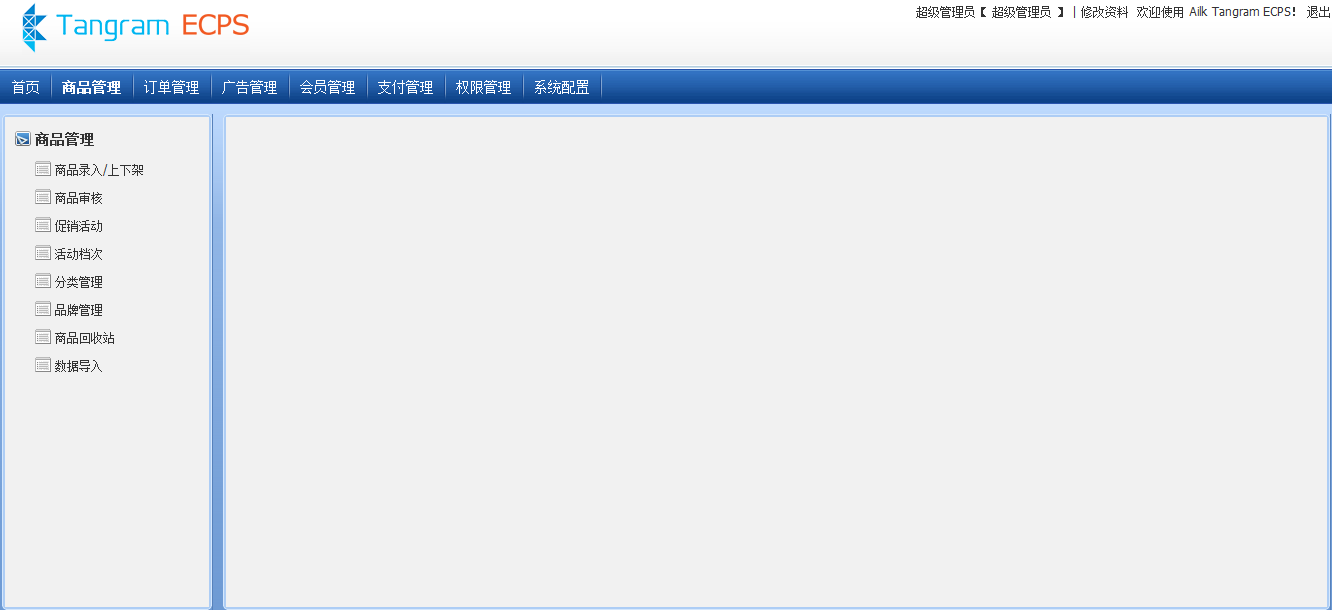 Tangram ECPS
超级管理员【 超级管理员 】 | 修改资料 欢迎使用 Ailk Tangram ECPS! 退出
首页 商品管理 订单管理 广告管理 会员管理 支付管理 权限管理 系统配置
商品管理
商品录入/上下架
商品审核
促销活动
活动档次
分类管理
品牌管理
商品回收站
数据导入